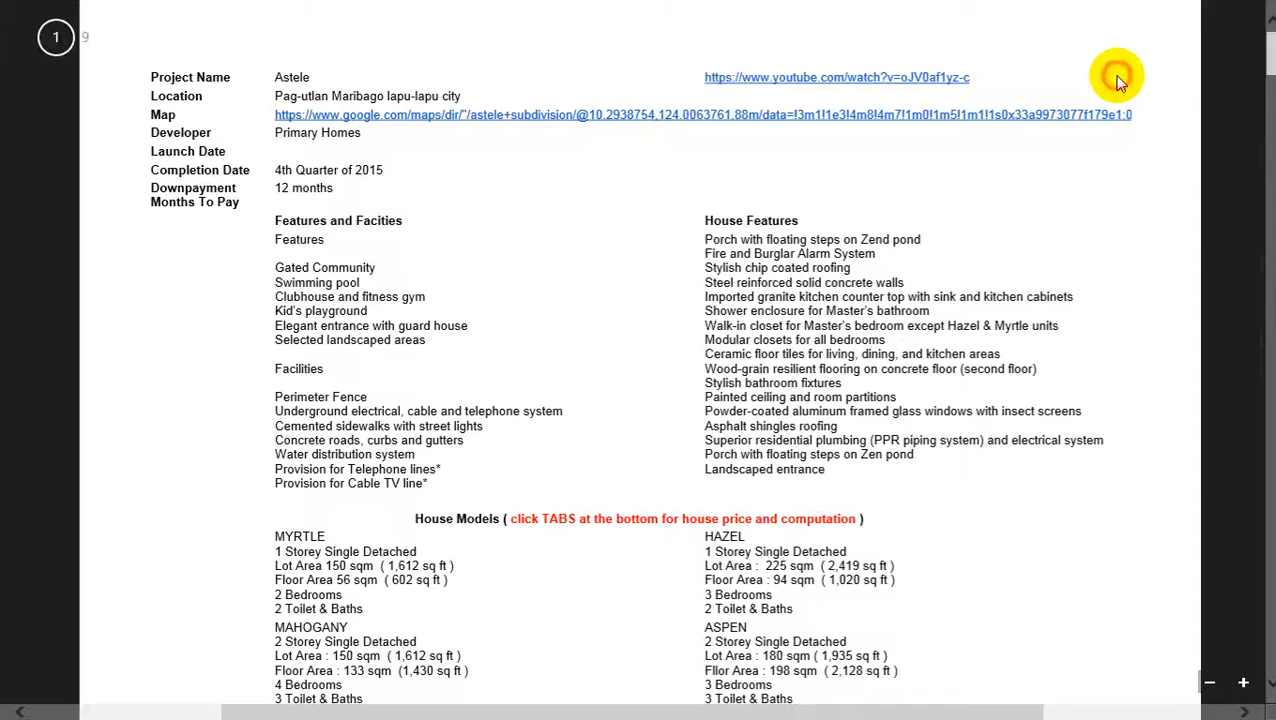 1 9
Project Name Astele https://www.youtube.com/watch?v=oJV0af1yz-c
Location Pag-utlan Maribago lapu-lapu city
Map https://www.google.com/maps/dir/"/astele+subdivision/@10.2938754,124.0063761,88m/data=!3m1!1e3!4m8!4m7!1m0!1m5!1m1!1s0x33a9973077f179e1:0
Developer Primary Homes
Launch Date
Completion Date 4th Quarter of 2015
Downpayment 12 months
Months To Pay
Features and Facities House Features
Features Porch with floating steps on Zend pond
Fire and Burglar Alarm System
Gated Community Stylish chip coated roofing
Swimming pool Steel reinforced solid concrete walls
Clubhouse and fitness gym Imported granite kitchen counter top with sink and kitchen cabinets
Kid's playground Shower enclosure for Master's bathroom
Elegant entrance with guard house Walk-in closet for Master's bedroom except Hazel & Myrtle units
Selected landscaped areas Modular closets for all bedrooms
Ceramic floor tiles for living, dining, and kitchen areas
Facilities Wood-grain resilient flooring on concrete floor (second floor)
Stylish bathroom fixtures
Perimeter Fence Painted ceiling and room partitions
Underground electrical, cable and telephone system Powder-coated aluminum framed glass windows with insect screens
Cemented sidewalks with street lights Asphalt shingles roofing
Concrete roads, curbs and gutters Superior residential plumbing (PPR piping system) and electrical system
Water distribution system Porch with floating steps on Zen pond
Provision for Telephone lines* Landscaped entrance
Provision for Cable TV line*
House Models ( click TABS at the bottom for house price and computation )
MYRTLE HAZEL
1 Storey Single Detached 1 Storey Single Detached
Lot Area 150 sqm ( 1,612 sq ft ) Lot Area : 225 sqm ( 2,419 sq ft )
Floor Area 56 sqm ( 602 sq ft ) Floor Area : 94 sqm ( 1,020 sq ft )
2 Bedrooms 3 Bedrooms
2 Toilet & Baths 2 Toilet & Baths
MAHOGANY ASPEN
2 Storey Single Detached 2 Storey Single Detached
Lot Area : 150 sqm ( 1,612 sq ft ) Lot Area : 180 sqm ( 1,935 sq ft )
Floor Area : 133 sqm (1,430 sq ft ) Fllor Area : 198 sqm ( 2,128 sq ft )
4 Bedrooms 3 Bedrooms
3 Toilet & Baths 3 Toilet & Baths